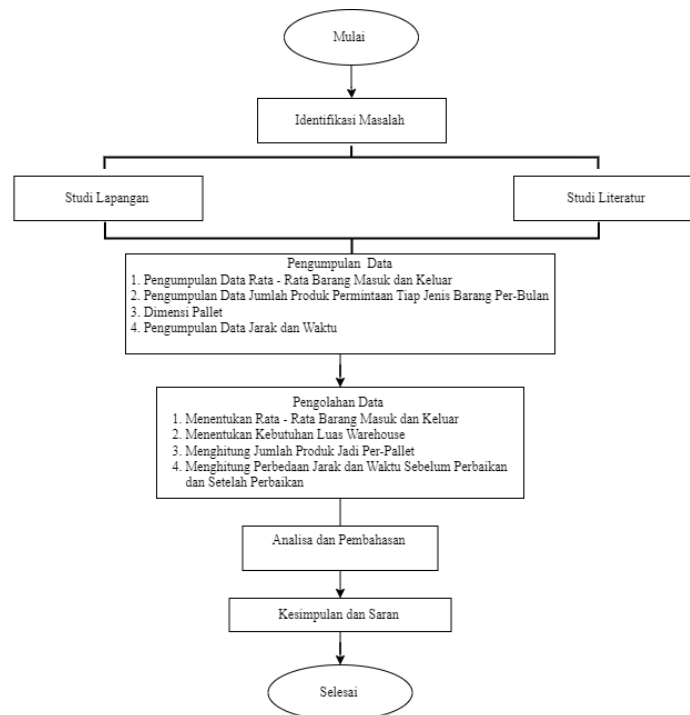 Mulai
Identifikasi Masalah
Studi Lapangan
Studi Literatur
Pengumpulan Data
1. Pengumpulan Data Rata - Rata Barang Masuk dan Keluar
2. Pengumpulan Data Jumlah Produk Permintaan Tiap Jenis Barang Per-Bulan
3. Dimensi Pallet
4. Pengumpulan Data Jarak dan Waktu
Pengolahan Data
1. Menentukan Rata - Rata Barang Masuk dan Keluar
2. Menentukan Kebutuhan Luas Warehouse
3. Menghitung Jumlah Produk Jadi Per-Pallet
4. Menghitung Perbedaan Jarak dan Waktu Sebelum Perbaikan
dan Setelah Perbaikan
Analisa dan Pembahasan
Kesimpulan dan Saran
Selesai